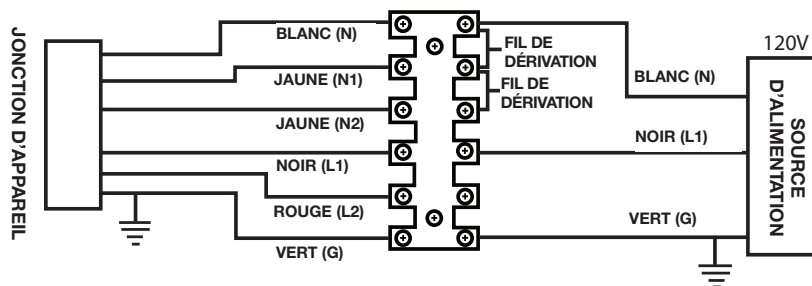 JONCTION D'APPAREIL
BLANC (N)
JAUNE (N1)
JAUNE (N2)
NOIR (L1)
ROUGE (L2)
VERT (G)
FIL DE
DÉRIVATION
FIL DE
DÉRIVATION
BLANC (N)
NOIR (L1)
VERT (G)
120V
SOURCE
D'ALIMENTATION